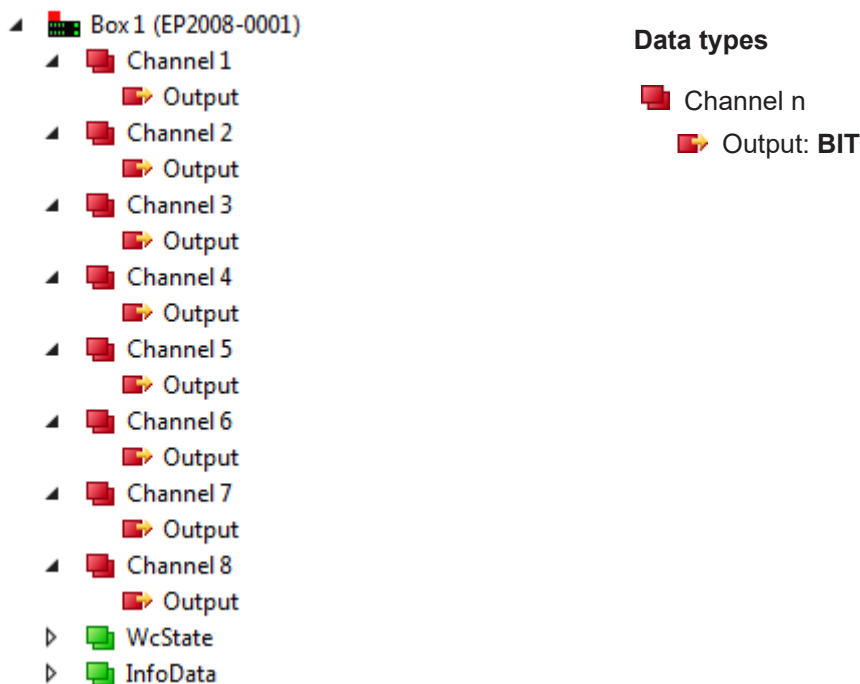 Box 1 (EP2008-0001)
Channel 1
Output
Channel 2
Output
Channel 3
Output
Channel 4
Output
Channel 5
Output
Channel 6
Output
Channel 7
Output
Channel 8
Output
WcState
InfoData
Data types
Channel n
Output: BIT